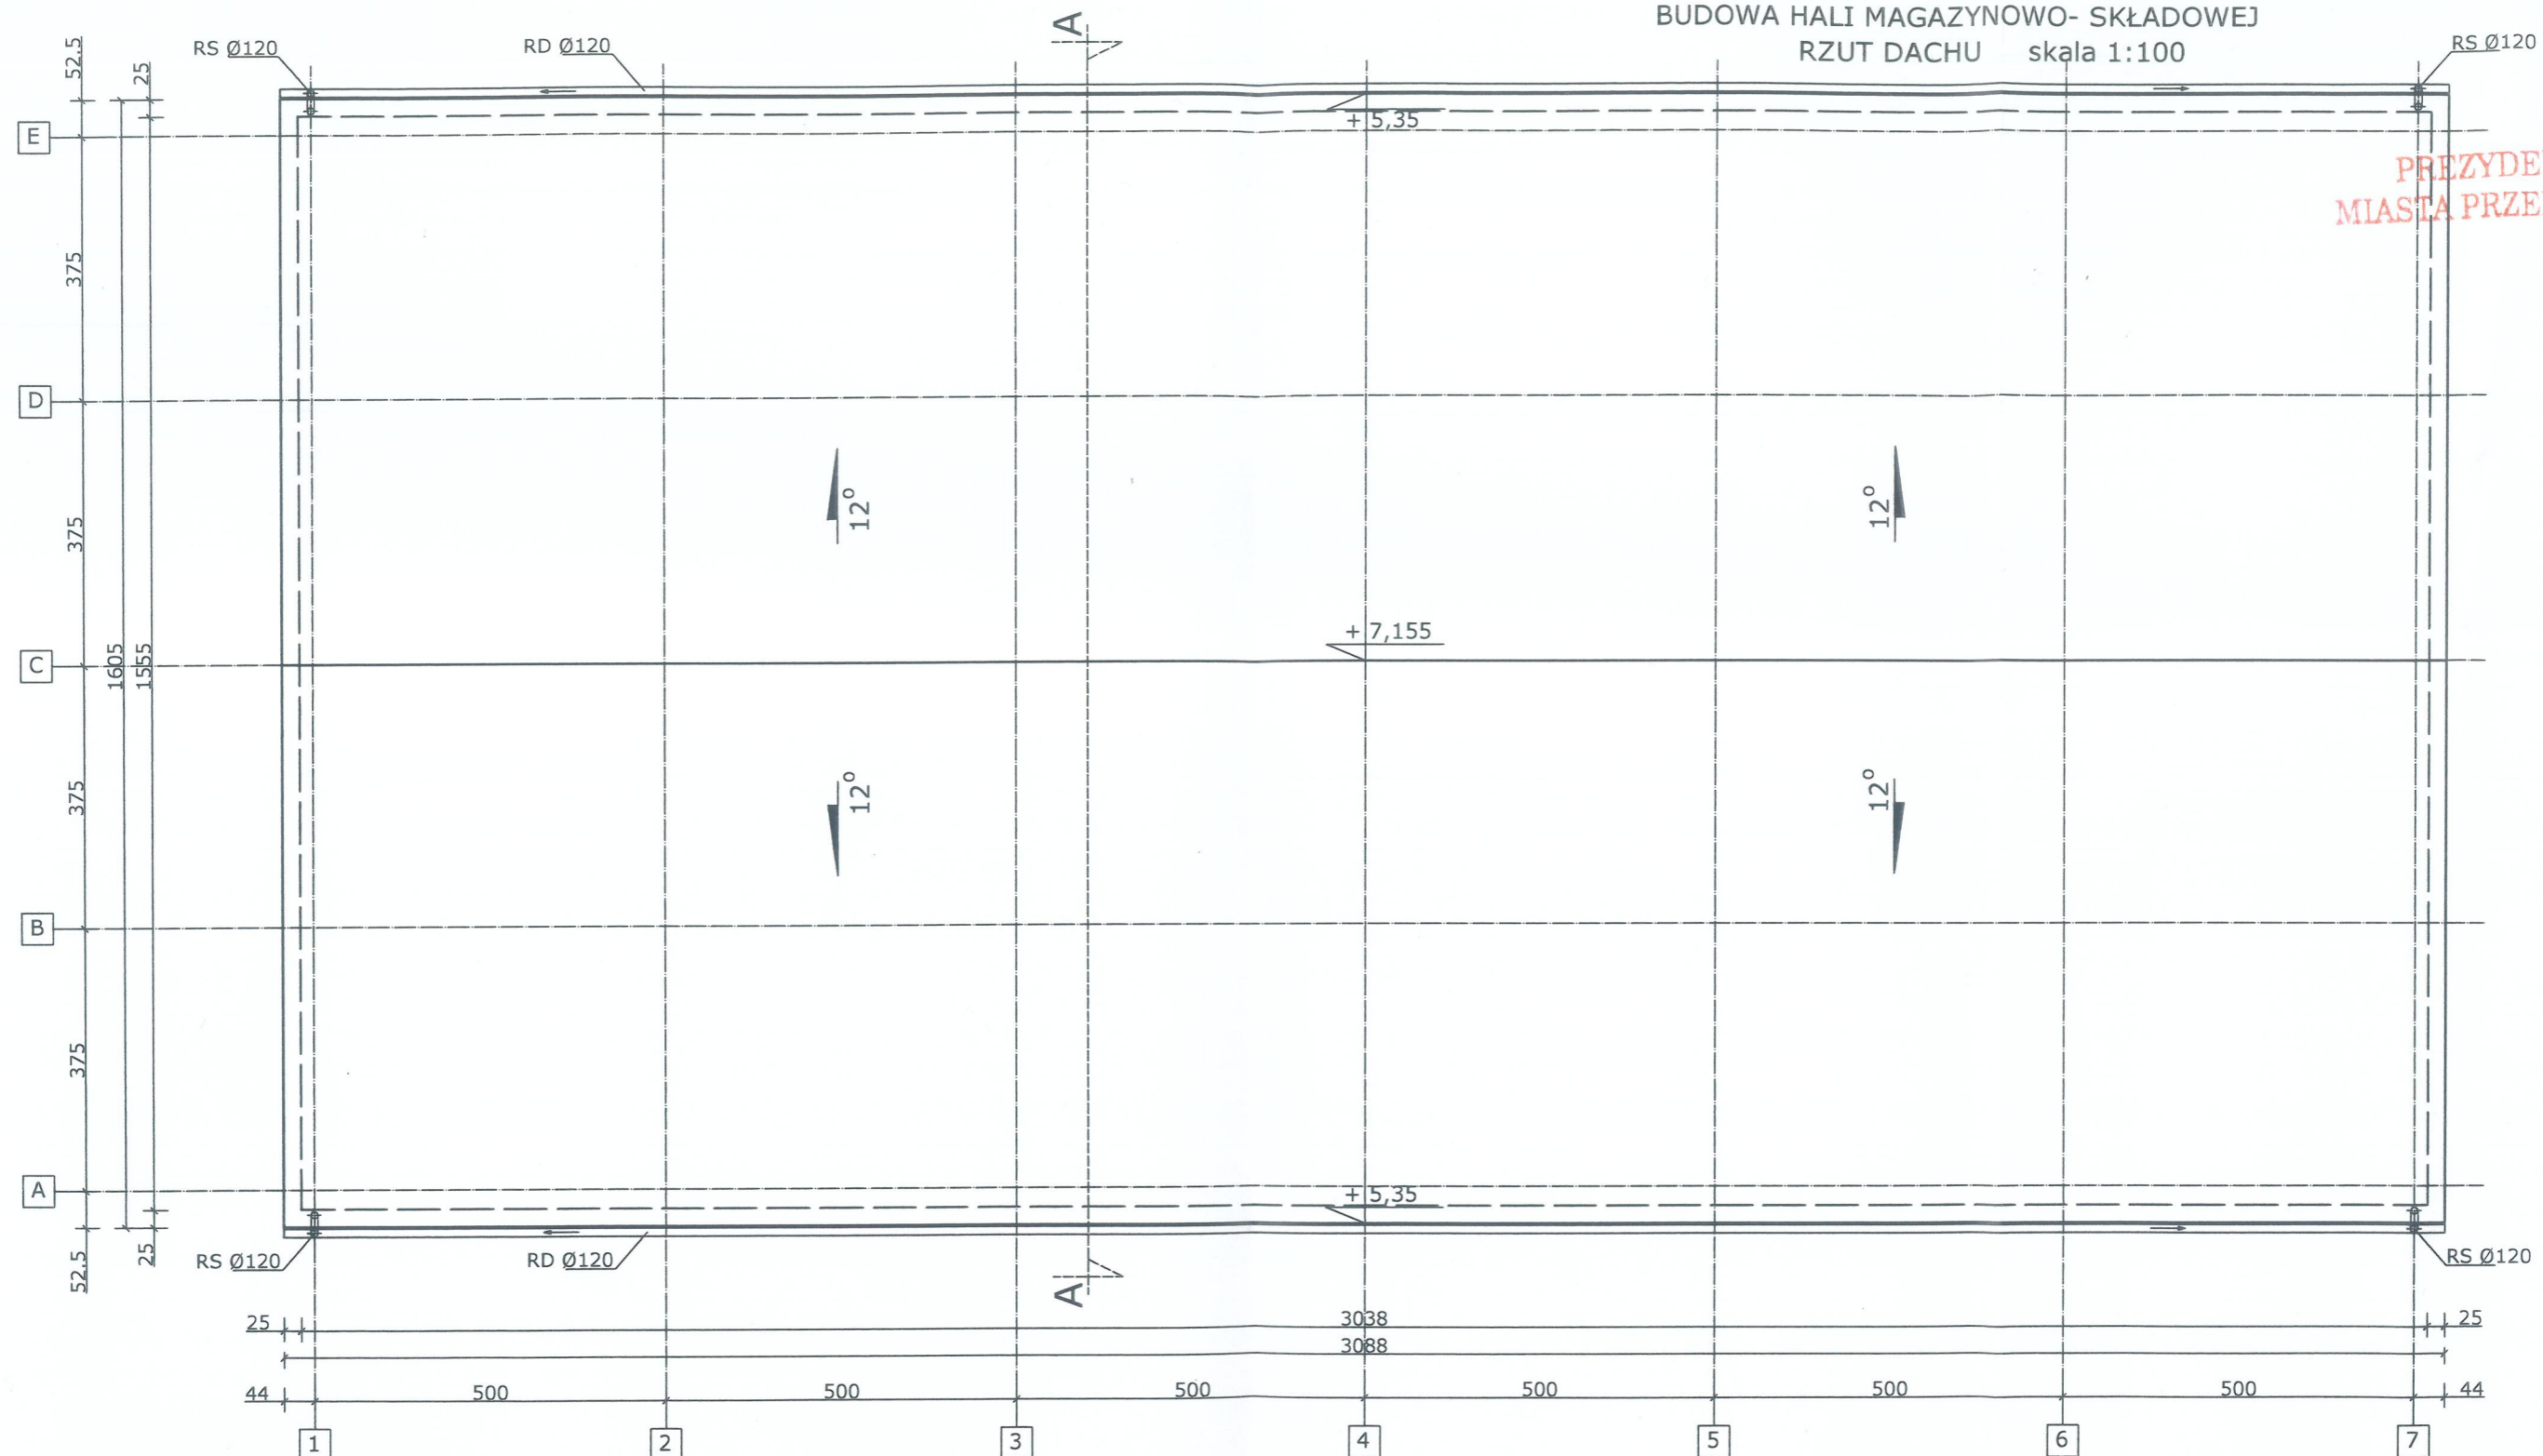 BUDOWA HALI MAGAZYNOWO- SKŁADOWEJ
RZUT DACHU skala 1:100
RS Ø120
RD Ø120
A
RS Ø120
52.5
25
+ 5,35
E
PREZYDE
MIASTA PRZE
375
D
12°
12°
375
+ 7,155
C
1605
1555
12°
12°
375
B
375
A
+ 5,35
52.5
25
RS Ø120
RD Ø120
A
RS Ø120
25
3038
25
3088
44
500
500
500
500
500
500
44
1
2
3
4
5
6
7